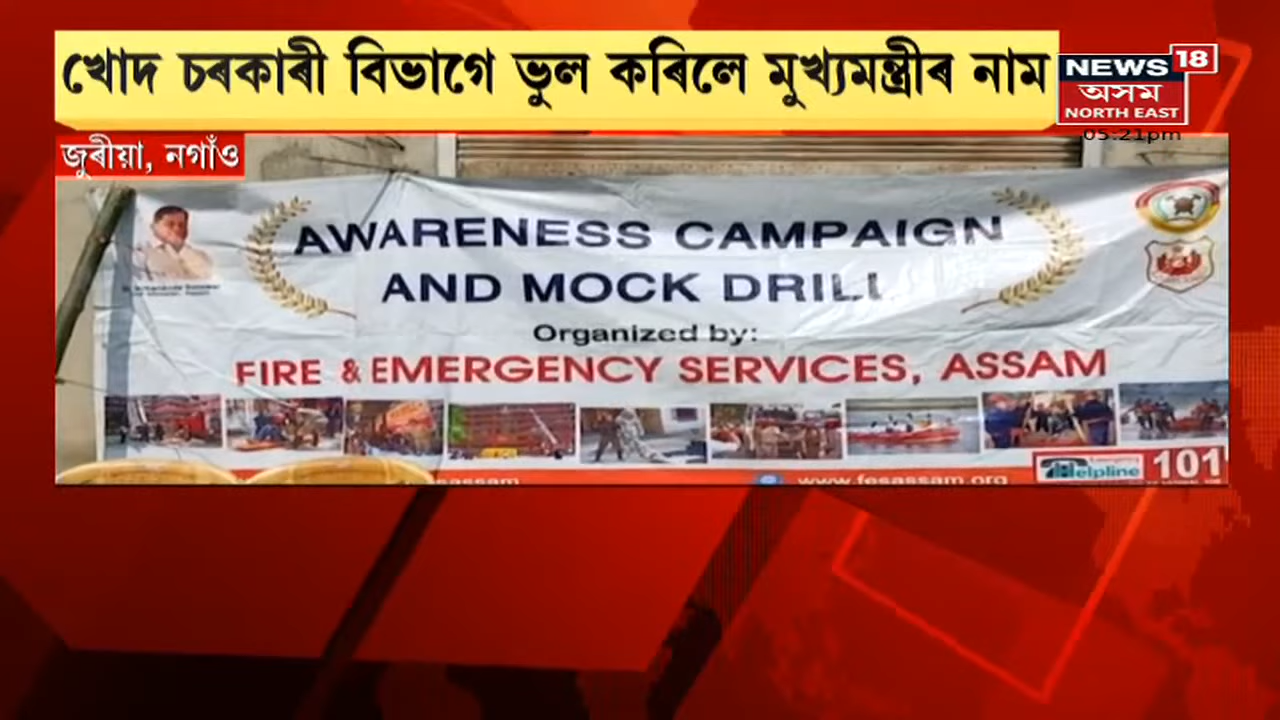 খোদ চৰকাৰী বিভাগে ভুল কৰিলে মুখ্যমন্ত্ৰীৰ নাম
NEWS 18
অসম
NORTH EAST
05:21pm
জুৰীয়া, নগাঁও
AWARENESS CAMPAIGN
AND MOCK DRILL
Organized by:
FIRE & EMERGENCY SERVICES, ASSAM
Helpline 101
www.fesassam.org